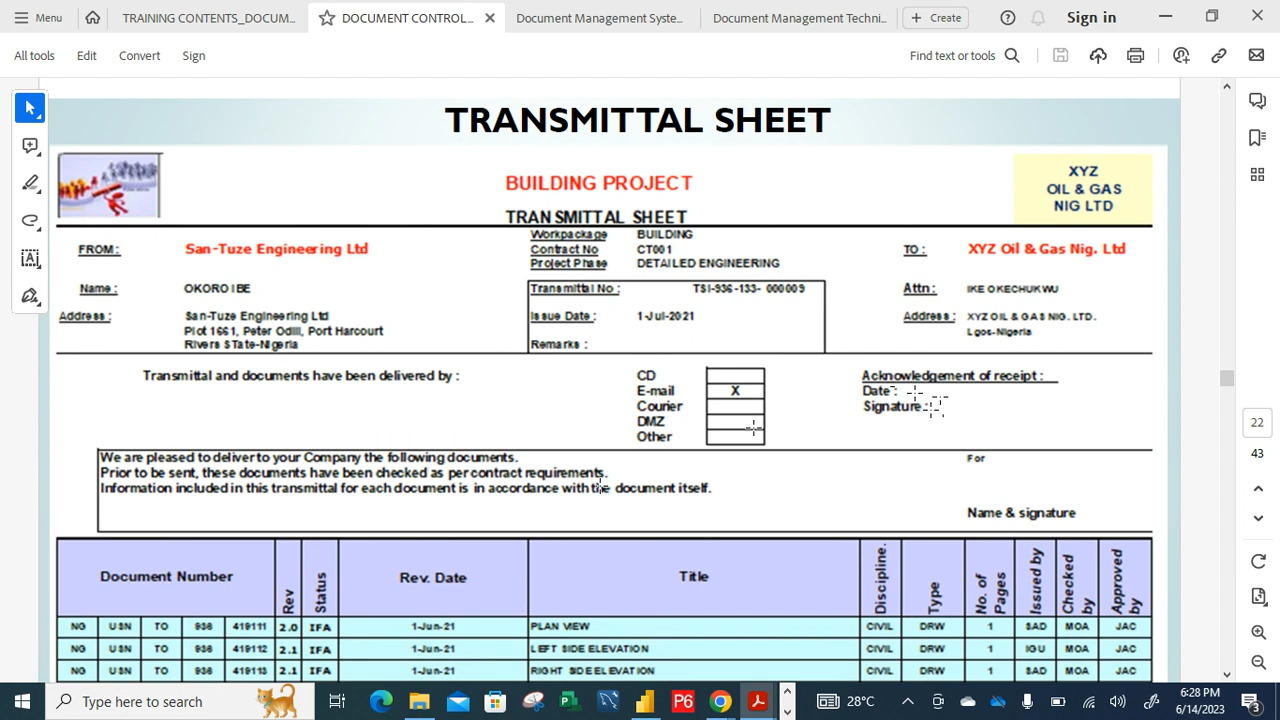 Menu TRAINING CONTENTS_DOCUM... DOCUMENT CONTROL... Document Management Syste... Document Management Techni... Create Sign in
All tools Edit Convert Sign Find text or tools
TRANSMITTAL SHEET
BUILDING PROJECT
XYZ
OIL & GAS
NIG LTD
TRANSMITTAL SHEET
Workpackage BUILDING
FROM: San-Tuze Engineering Ltd Contract No CT001 TO: XYZ Oil & Gas Nig. Ltd
Project Phase DETAILED ENGINEERING
Name: OKORO IBE Transmittal No: TSI-936-133- 000009 Attn: IKE OKECHUKWU
Address: San-Tuze Engineering Ltd Issue Date: 1-Jul-2021 Address: XYZ OIL & GAS NIG. LTD.
Plot 1661, Peter Odili, Port Harcourt Lgos-Nigeria
Rivers STate-Nigeria Remarks:
Transmittal and documents have been delivered by : CD Acknowledgement of receipt :
E-mail X Date :
Courier Signature :
DMZ
Other
We are pleased to deliver to your Company the following documents. For
Prior to be sent, these documents have been checked as per contract requirements.
Information included in this transmittal for each document is in accordance with the document itself.
Name & signature
Document Number Rev Status Rev. Date Title Discipline. Type No. of Pages Issued by Checked by Approved by
NG USN TO 936 419111 2.0 IFA 1-Jun-21 PLAN VIEW CIVIL DRW 1 SAD MOA JAC
NG USN TO 936 419112 2.1 IFA 1-Jun-21 LEFT SIDE ELEVATION CIVIL DRW 1 IGU MOA JAC
NG USN TO 936 419113 2.1 IFA 1-Jun-21 RIGHT SIDE ELEVATION CIVIL DRW 1 SAD MOA JAC
22
43
Type here to search P6 28°C 6:28 PM
6/14/2023 3